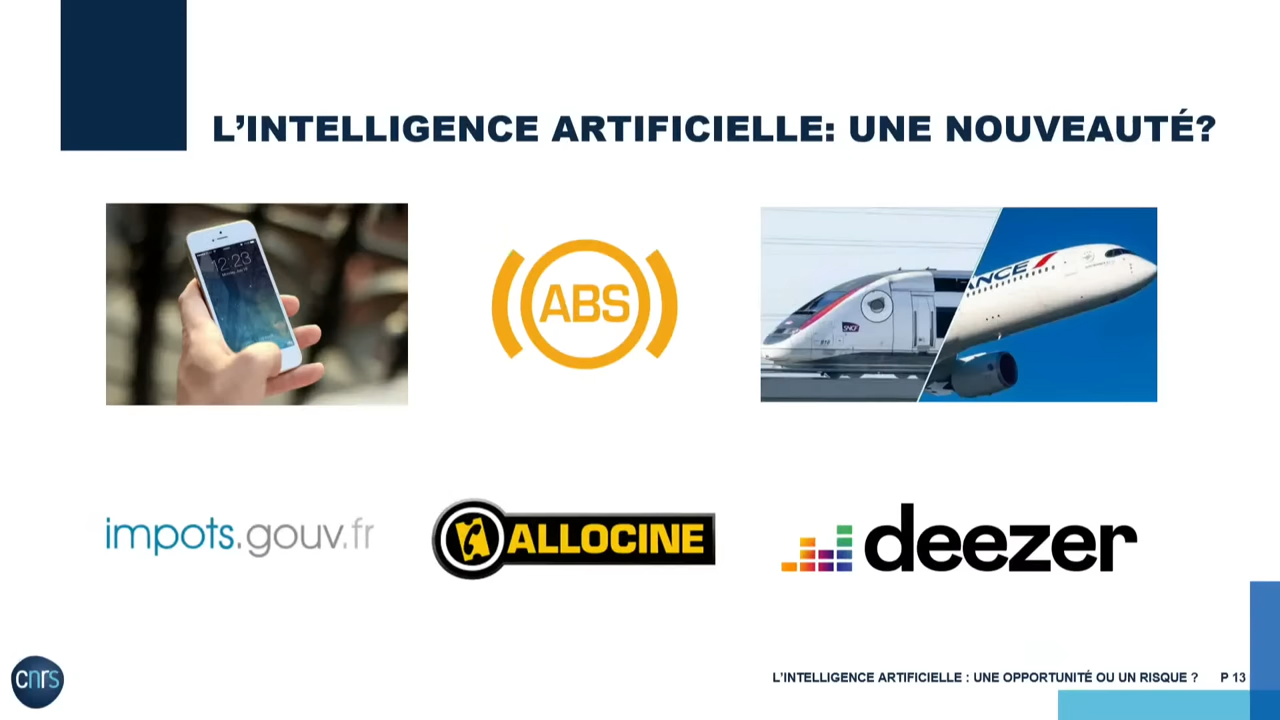 L'INTELLIGENCE ARTIFICIELLE: UNE NOUVEAUTÉ?
12:23
ABS
SNCF
ANCE
impots.gouv.fr
ALLOCINE
deezer
cnrs
L'INTELLIGENCE ARTIFICIELLE : UNE OPPORTUNITÉ OU UN RISQUE ? P 13